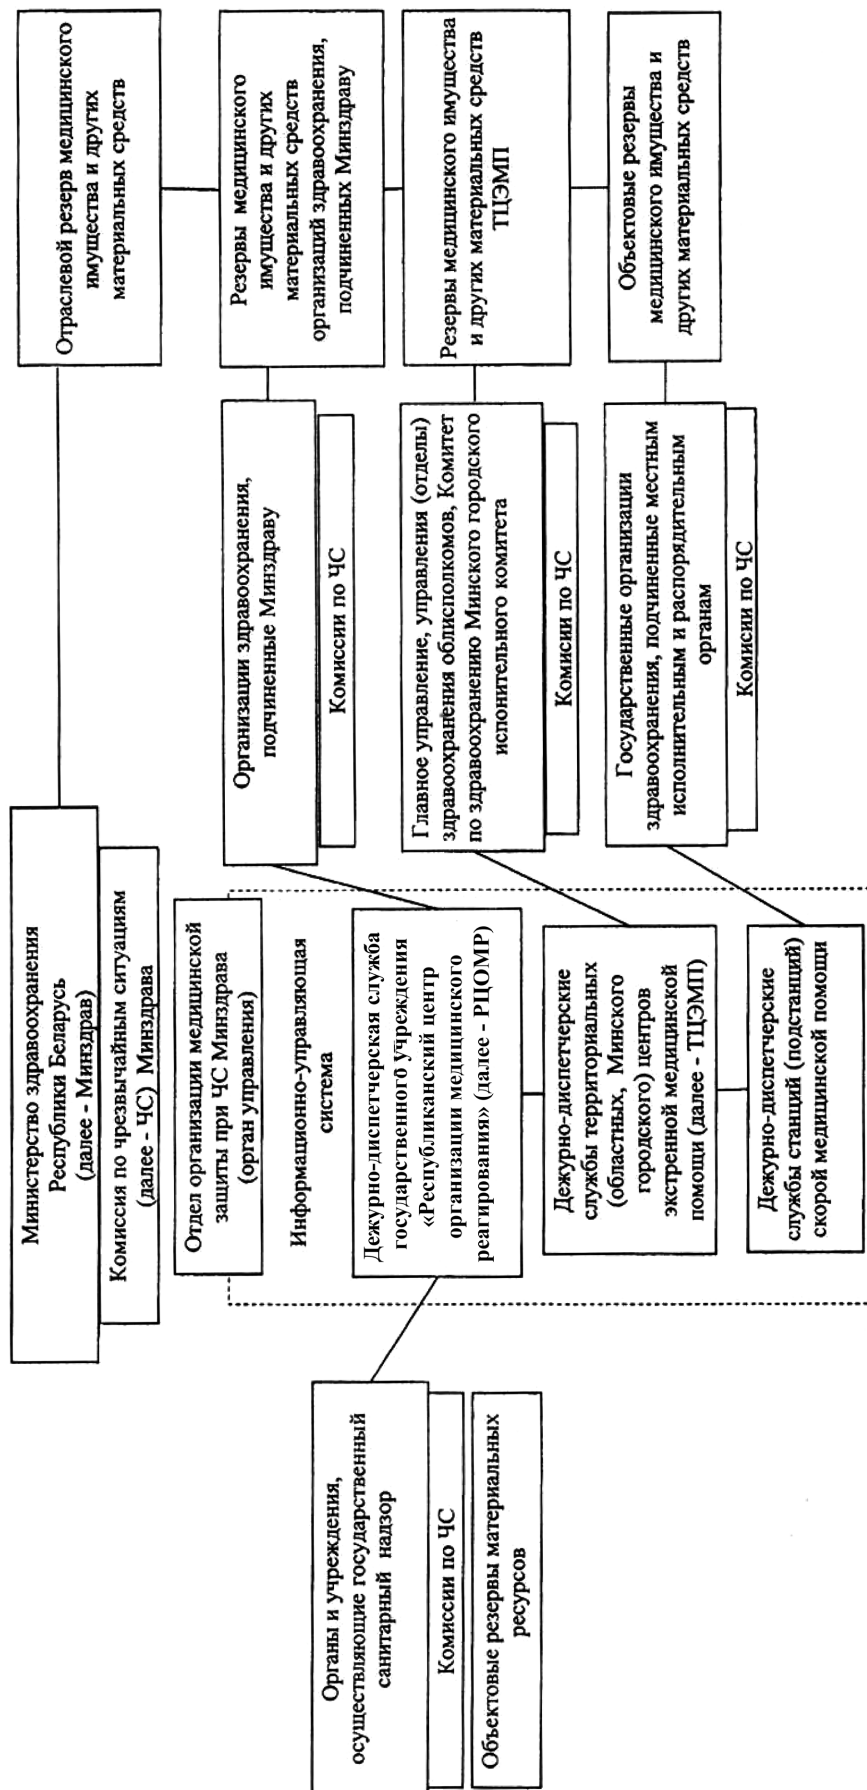 Министерство здравоохранения
Республики Беларусь
(далее - Минздрав)
Комиссия по чрезвычайным ситуациям
(далее - ЧС) Минздрава
Отраслевой резерв медицинского
имущества и других
материальных средств
Отдел организации медицинской
защиты при ЧС Минздрава
(орган управления)
Информационно-управляющая
система
Организации здравоохранения,
подчиненные Минздраву
Комиссии по ЧС
Резервы медицинского
имущества и других
материальных средств
организаций здравоохранения,
подчиненных Минздраву
Органы и учреждения,
осуществляющие государственный
санитарный надзор
Комиссии по ЧС
Объектовые резервы материальных
ресурсов
Дежурно-диспетчерская служба
государственного учреждения
«Республиканский центр
организации медицинского
реагирования» (далее - РЦОМР)
Главное управление, управления (отделы)
здравоохранения облисполкомов, Комитет
по здравоохранению Минского городского
испонительного комитета
Комисии по ЧС
Резервы медицинского имущества
и других материальных средств
ТЦЭМП
Дежурно-диспетчерские
службы территориальных
(областных, Минского
городского) центров
экстренной медицинской
помощи (далее - ТЦЭМП)
Государственные организации
здравоохранения, подчиненные местным
исполнительным и распорядительным
органам
Комисии по ЧС
Объектовые резервы
медицинского имущества и
других материальных средств
Дежурно-диспетчерские
службы станций (подстанций)
скорой медицинской помощи